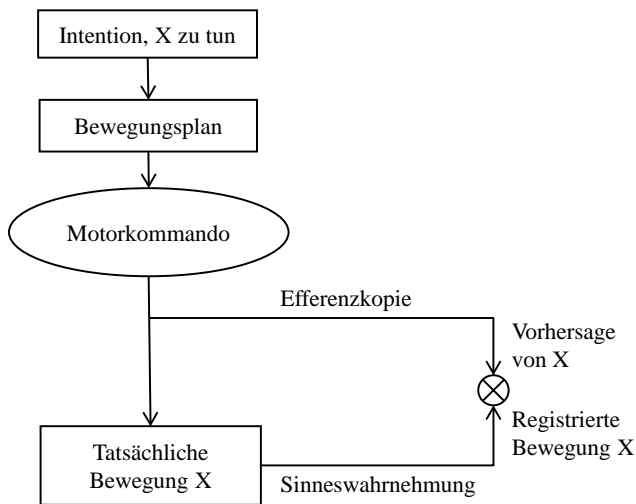 Intention, X zu tun
Bewegungsplan
Motorkommando
Efferenzkopie
Vorhersage
von X
Registrierte
Bewegung X
Tatsächliche
Bewegung X
Sinneswahrnehmung